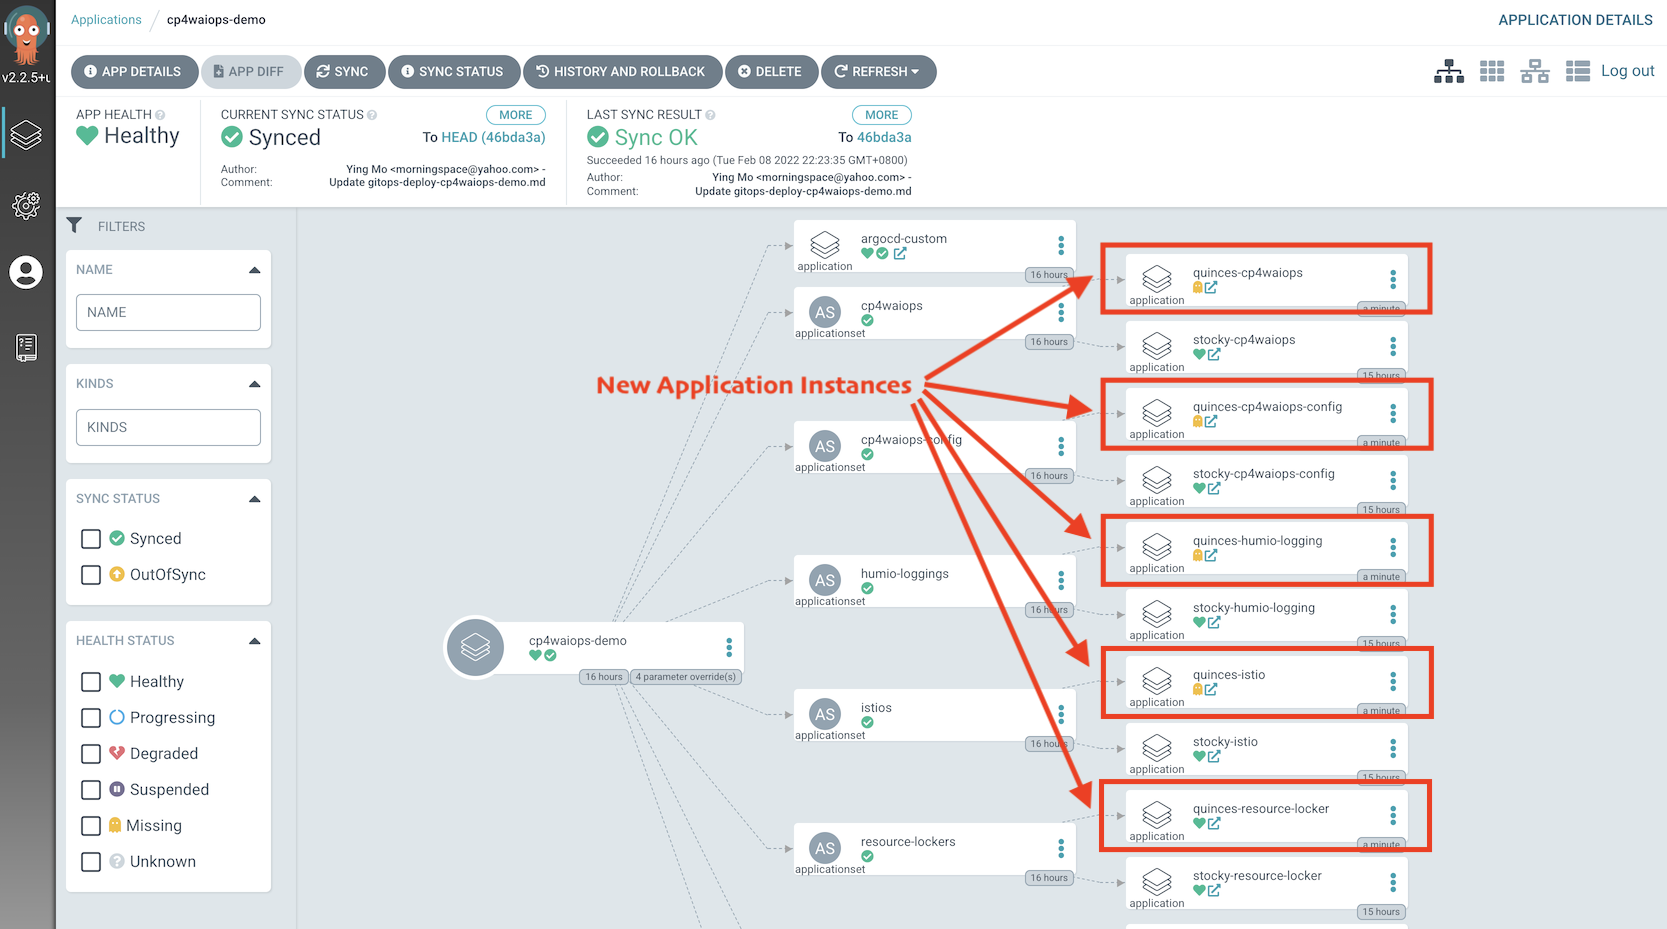 Applications / cp4waiops-demo
APPLICATION DETAILS
v2.2.5+u
APP DETAILS
APP DIFF
SYNC
SYNC STATUS
HISTORY AND ROLLBACK
DELETE
REFRESH
Log out
APP HEALTH
Healthy
CURRENT SYNC STATUS
MORE
Synced
To HEAD (46bda3a)
Author: Ying Mo <morningspace@yahoo.com> -
Comment: Update gitops-deploy-cp4waiops-demo.md
LAST SYNC RESULT
MORE
Sync OK
To 46bda3a
Succeeded 16 hours ago (Tue Feb 08 2022 22:23:35 GMT+0800)
Author: Ying Mo <morningspace@yahoo.com> -
Comment: Update gitops-deploy-cp4waiops-demo.md
FILTERS
NAME
NAME
KINDS
KINDS
SYNC STATUS
Synced
OutOfSync
HEALTH STATUS
Healthy
Progressing
Degraded
Suspended
Missing
Unknown
cp4waiops-demo
16 hours
4 parameter override(s)
New Application Instances
argocd-custom
application
16 hours
AS
cp4waiops
applicationset
16 hours
AS
cp4waiops-config
applicationset
16 hours
AS
humio-loggings
applicationset
16 hours
AS
istios
applicationset
16 hours
AS
resource-lockers
applicationset
16 hours
quinces-cp4waiops
application
a minute
stocky-cp4waiops
application
15 hours
quinces-cp4waiops-config
application
a minute
stocky-cp4waiops-config
application
15 hours
quinces-humio-logging
application
a minute
stocky-humio-logging
application
15 hours
quinces-istio
application
a minute
stocky-istio
application
15 hours
quinces-resource-locker
application
a minute
stocky-resource-locker
application
15 hours